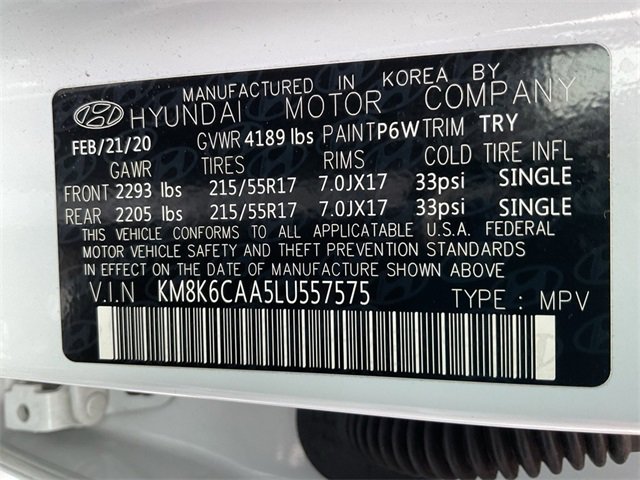 MANUFACTURED IN KOREA BY
HYUNDAI MOTOR COMPANY
FEB/21/20 GVWR 4189 lbs PAINT P6W TRIM TRY
GAWR TIRES RIMS COLD TIRE INFL
FRONT 2293 lbs 215/55R17 7.0JX17 33psi SINGLE
REAR 2205 lbs 215/55R17 7.0JX17 33psi SINGLE
THIS VEHICLE CONFORMS TO ALL APPLICATABLE U.S.A. FEDERAL
MOTOR VEHICLE SAFETY AND THEFT PREVENTION STANDARDS
IN EFFECT ON THE DATE OF MANUFACTURE SHOWN ABOVE
V.I.N KM8K6CAA5LU557575 TYPE : MPV